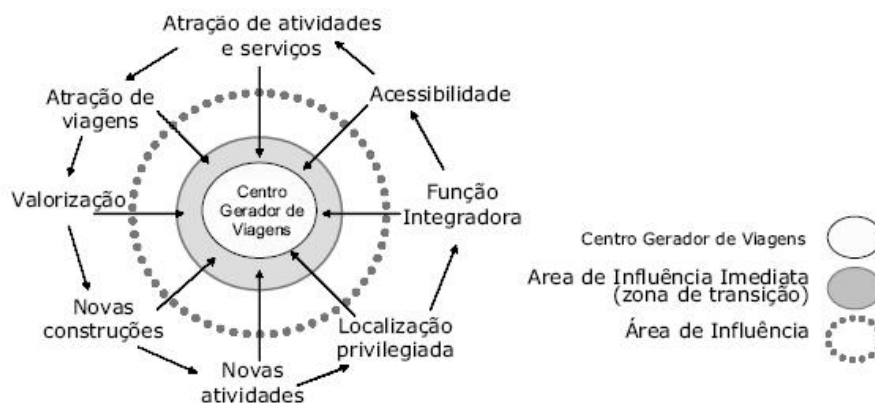 Atração de atividades
e serviços
Atração de
viagens
Acessibilidade
Valorização
Centro
Gerador de
Viagens
Função
Integradora
Novas
construções
Localização
privilegiada
Novas
atividades
Centro Gerador de Viagens
Area de Influência Imediata
(zona de transição)
Área de Influência